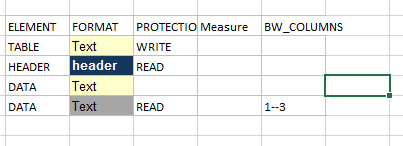 ELEMENT FORMAT PROTECTIO Measure BW_COLUMNS
TABLE Text WRITE
HEADER header READ
DATA Text
DATA Text READ 1--3